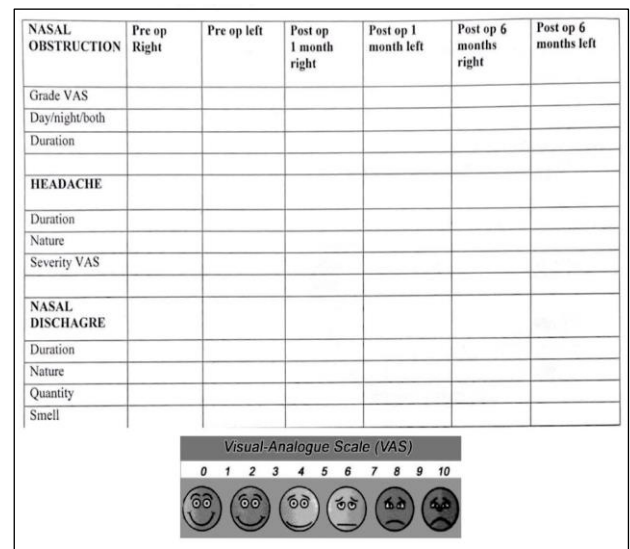 NASAL OBSTRUCTION Pre op Right Pre op left Post op 1 month right Post op 1 month left Post op 6 months right Post op 6 months left
Grade VAS
Day/night/both
Duration
HEADACHE
Duration
Nature
Severity VAS
NASAL DISCHAGRE
Duration
Nature
Quantity
Smell
Visual-Analogue Scale (VAS)
0 1 2 3 4 5 6 7 8 9 10